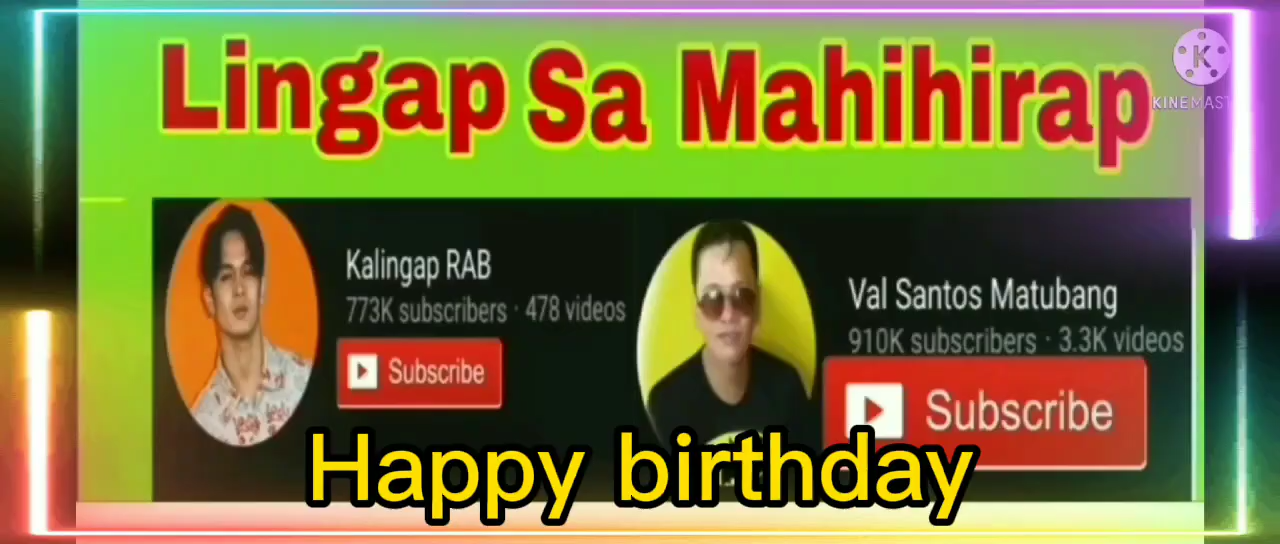 Lingap Sa Mahihirap
K
KINEMAST
Kalingap RAB
773K subscribers · 478 videos
Subscribe
Val Santos Matubang
910K subscribers · 3.3K videos
Subscribe
Happy birthday